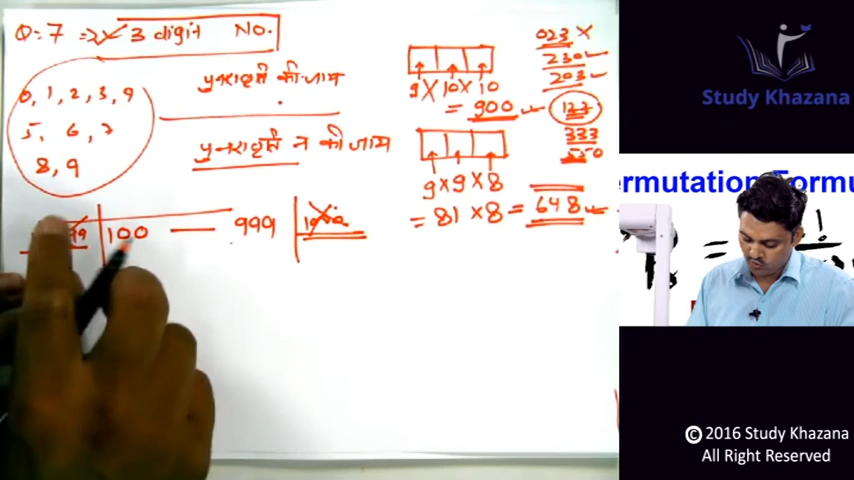 Q=7 ⇒ 3 digit No.
0, 1, 2, 3, 4
5, 6, 7
8, 9
पुनरावृत्ति की जाय
पुनरावृत्ति न की जाय
9 × 10 × 10
= 900
9 × 9 × 8
= 81 × 8 = 648
023 ×
230
203
123
333
550
100 — 999
Study Khazana
ermutation Formu
© 2016 Study Khazana
All Right Reserved